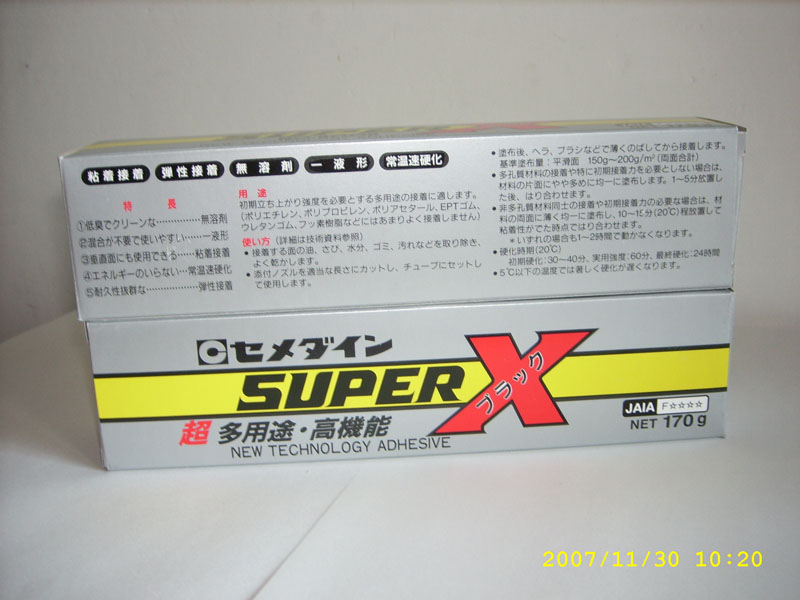 粘着接着 弾性接着 無溶剤 一液形 常温速硬化
特長
①低臭でクリーンな……………無溶剤
②混合が不要で使いやすい……一液形
③垂直面にも使用できる……粘着接着
④エネルギーのいらない…常温速硬化
⑤耐久性抜群な………………弾性接着
用途
初期立ち上がり強度を必要とする多用途の接着に適します。
(ポリエチレン、ポリプロピレン、ポリアセタール、EPTゴム、
ウレタンゴム、フッ素樹脂などにはあまりよく接着しません)
使い方(詳細は技術資料参照)
●接着する面の油、さび、水分、ゴミ、汚れなどを取り除き、
よく乾かします。
●添付ノズルを適当な長さにカットし、チューブにセットし
て使用します。
●塗布後、ヘラ、ブラシなどで薄くのばしてから接着します。
基準塗布量:平滑面 150g~200g/m²(両面合計)
●多孔質材料の接着や特に初期接着力を必要としない場合は、
材料の片面にやや多めに均一に塗布します。1~5分放置し
た後、はり合わせます。
●非多孔質材料同士の接着や初期接着力の必要な場合は、材
料の両面に薄く均一に塗布し、10~15分(20℃)程放置して
粘着性がでた時点ではり合わせます。
*いずれの場合も1~2時間で動かなくなります。
●硬化時間(20℃)
初期硬化:30~40分、実用強度:60分、最終硬化:24時間
●5℃以下の温度では著しく硬化が遅くなります。
C セメダイン
SUPER X
ブラック
超 多用途・高機能
NEW TECHNOLOGY ADHESIVE
JAIA F☆☆☆☆
NET 170g
2007/11/30 10:20